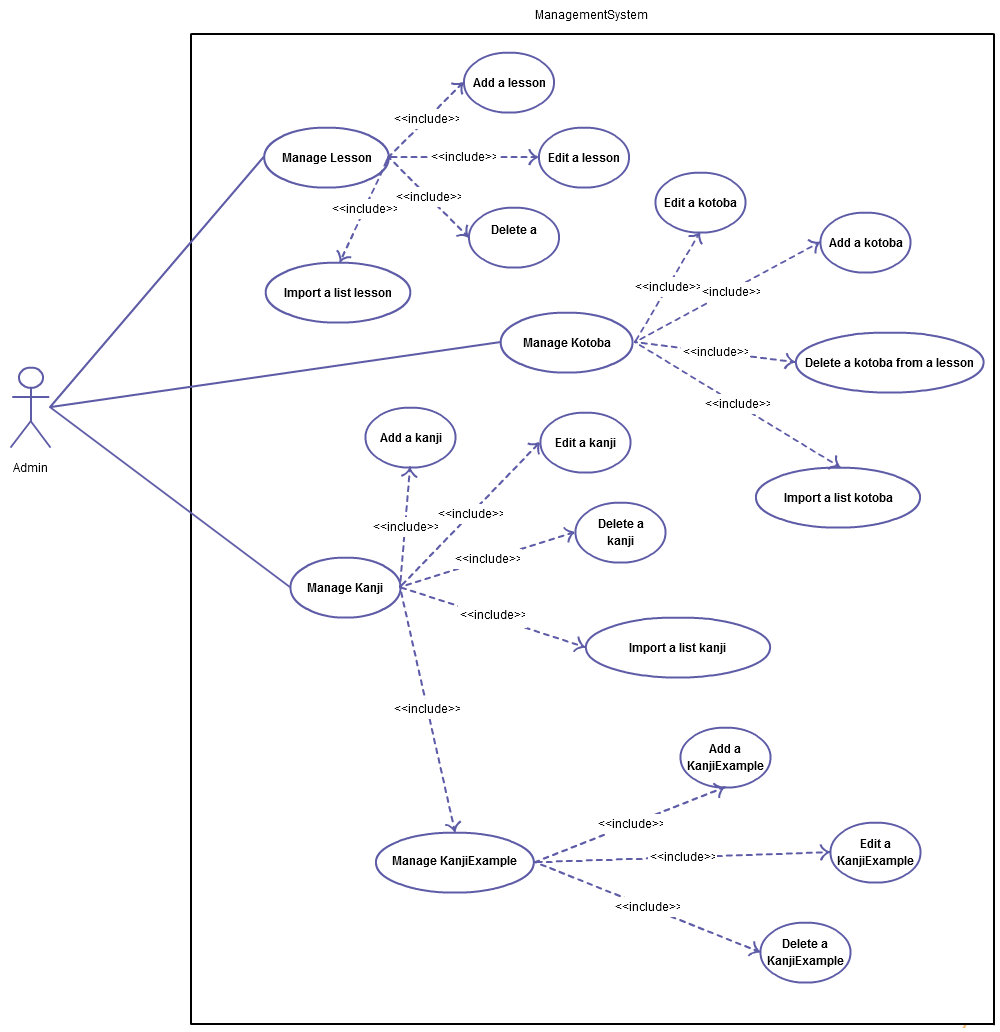 ManagementSystem
Add a lesson
<<include>>
Manage Lesson
<<include>>
Edit a lesson
<<include>>
<<include>>
Delete a
Import a list lesson
Edit a kotoba
Add a kotoba
<<include>>
<include>>
Manage Kotoba
<<include>>
Delete a kotoba from a lesson
<<include>>
Import a list kotoba
Admin
Add a kanji
Edit a kanji
<<include>>
<<include>>
Delete a
kanji
<<include>>
Manage Kanji
<<include>>
Import a list kanji
<<include>>
Add a
KanjiExample
<<include>>
Manage KanjiExample
<<include>>
Edit a
KanjiExample
<<include>>
Delete a
KanjiExample